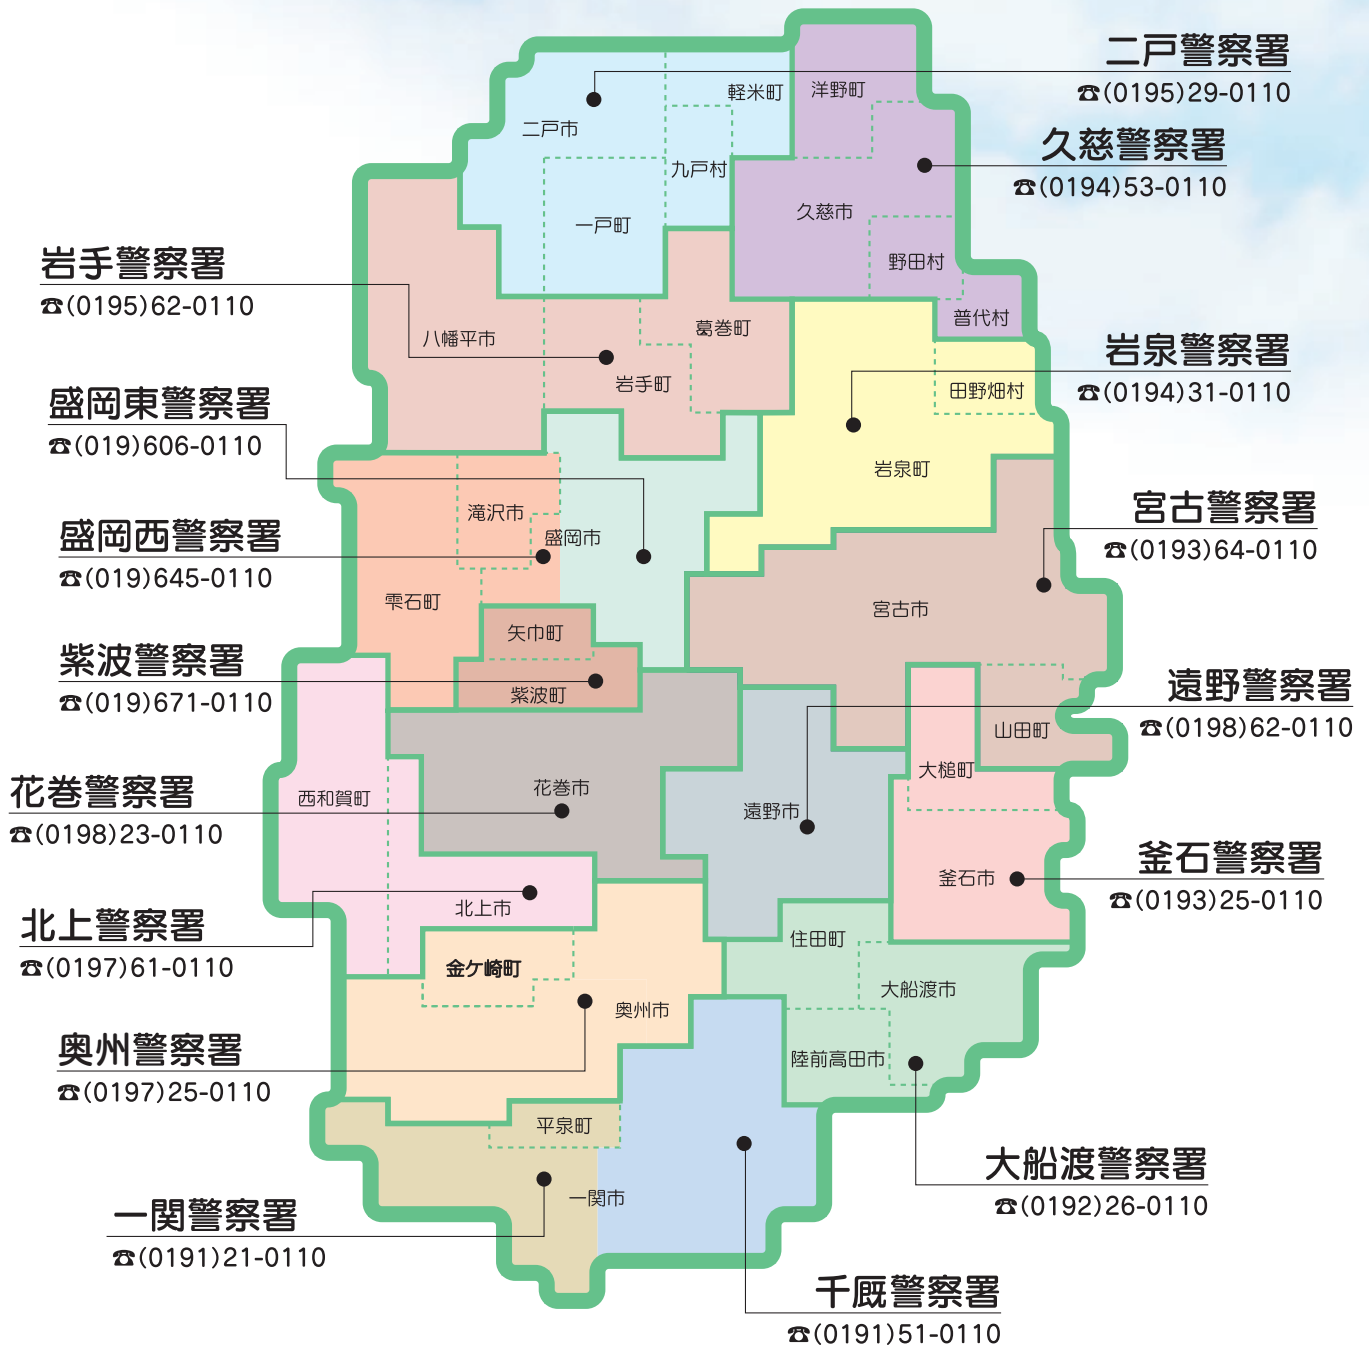 二戸警察署
☎(0195)29-0110
久慈警察署
☎(0194)53-0110
岩手警察署
☎(0195)62-0110
岩泉警察署
☎(0194)31-0110
盛岡東警察署
☎(019)606-0110
宮古警察署
☎(0193)64-0110
盛岡西警察署
☎(019)645-0110
紫波警察署
☎(019)671-0110
遠野警察署
☎(0198)62-0110
花巻警察署
☎(0198)23-0110
釜石警察署
☎(0193)25-0110
北上警察署
☎(0197)61-0110
奥州警察署
☎(0197)25-0110
大船渡警察署
☎(0192)26-0110
一関警察署
☎(0191)21-0110
千厩警察署
☎(0191)51-0110
軽米町
洋野町
二戸市
九戸村
久慈市
一戸町
野田村
普代村
葛巻町
八幡平市
岩手町
田野畑村
岩泉町
滝沢市
盛岡市
雫石町
宮古市
矢巾町
紫波町
山田町
大槌町
西和賀町
花巻市
遠野市
釜石市
北上市
住田町
金ケ崎町
大船渡市
奥州市
陸前高田市
平泉町
一関市